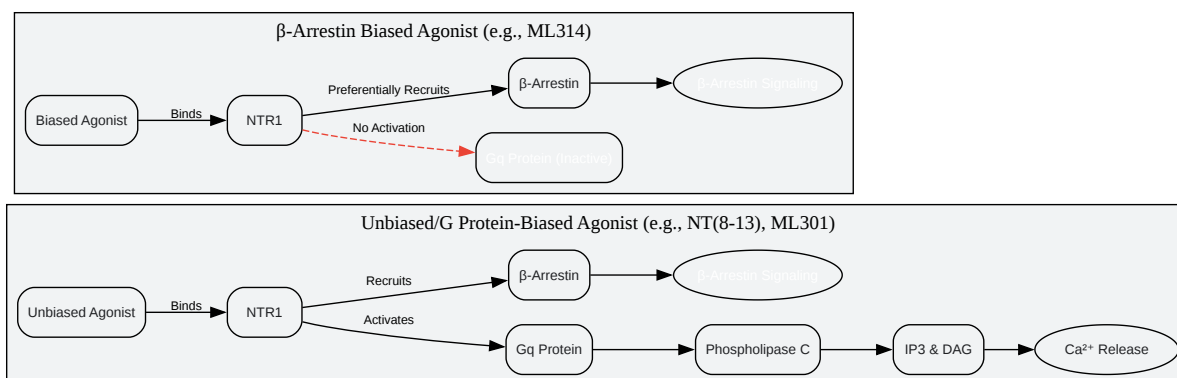 β-Arrestin Biased Agonist (e.g., ML314)
Biased Agonist
Binds
NTR1
Preferentially Recruits
β-Arrestin
β-Arrestin Signaling
No Activation
Gq Protein (Inactive)
Unbiased/G Protein-Biased Agonist (e.g., NT(8-13), ML301)
Unbiased Agonist
Binds
NTR1
Recruits
β-Arrestin
β-Arrestin Signaling
Activates
Gq Protein
Phospholipase C
IP3 & DAG
Ca²⁺ Release